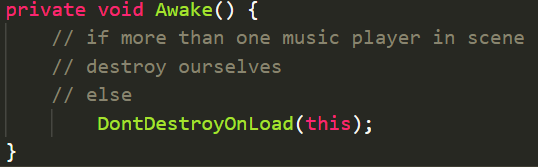 private void Awake() {
// if more than one music player in scene
// destroy ourselves
// else
DontDestroyOnLoad(this);
}